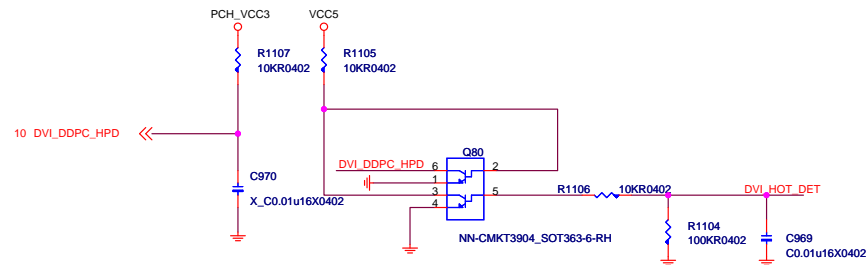 PCH_VCC3
VCC5
R1107
10KR0402
R1105
10KR0402
10 DVI_DDPC_HPD
Q80
DVI_DDPC_HPD
6
2
1
3
5
4
C970
X_C0.01u16X0402
R1106
10KR0402
DVI_HOT_DET
R1104
100KR0402
C969
C0.01u16X0402
NN-CMKT3904_SOT363-6-RH